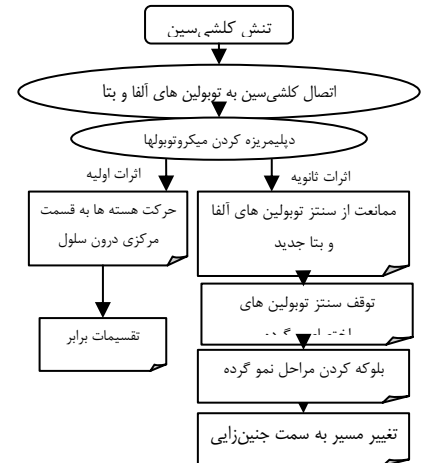 تنش کلشی‌سین
اتصال کلشی‌سین به توبولین های آلفا و بتا
دپلیمریزه کردن میکروتوبولها
اثرات اولیه
اثرات ثانویه
حرکت هسته ها به قسمت
مرکزی درون سلول
تقسیمات برابر
ممانعت از سنتز توبولین های آلفا
و بتا جدید
توقف سنتز توبولین های
بلوکه کردن مراحل نمو گرده
تغییر مسیر به سمت جنین‌زایی